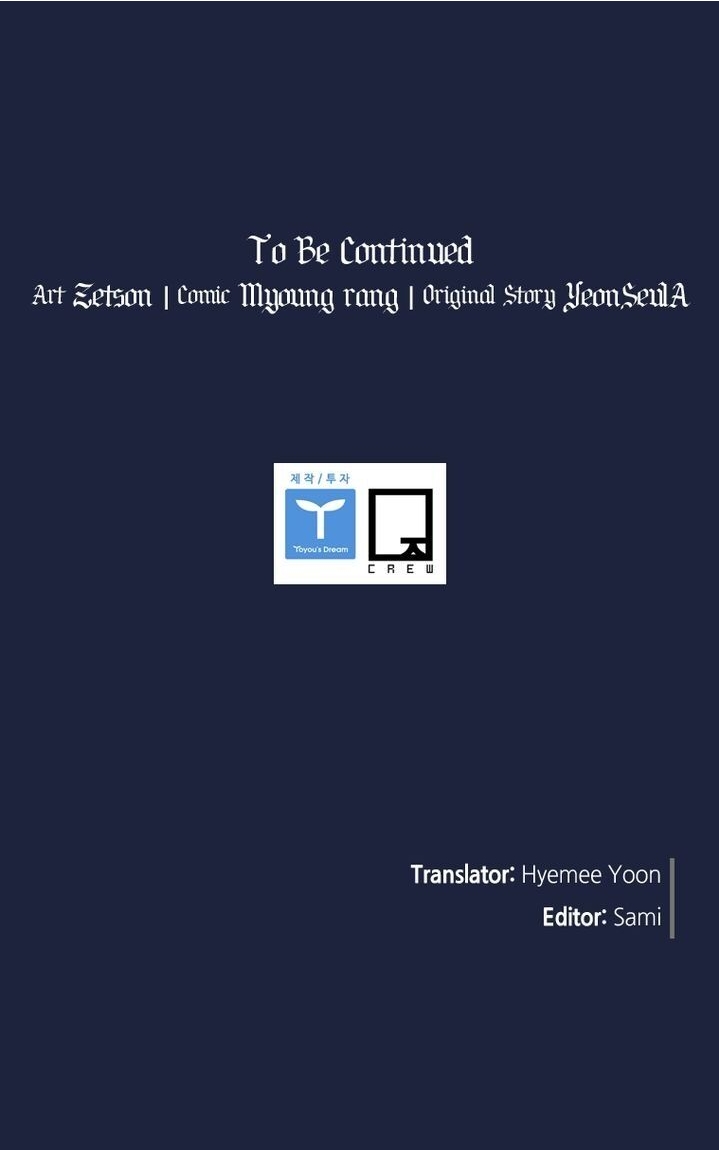 To Be Continued
Art Zetson | Comic Myoung rang | Original Story YeonSeulA
제작/투자
Toyou's Dream
CREW
Translator: Hyemee Yoon
Editor: Sami